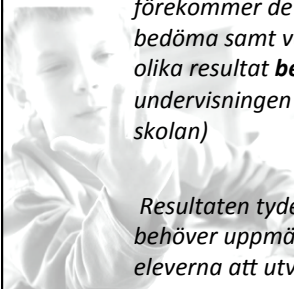 förekommer de
bedöma samt v
olika resultat be
undervisningen
skolan)
Resultaten tyde
behöver uppmä
eleverna att utv